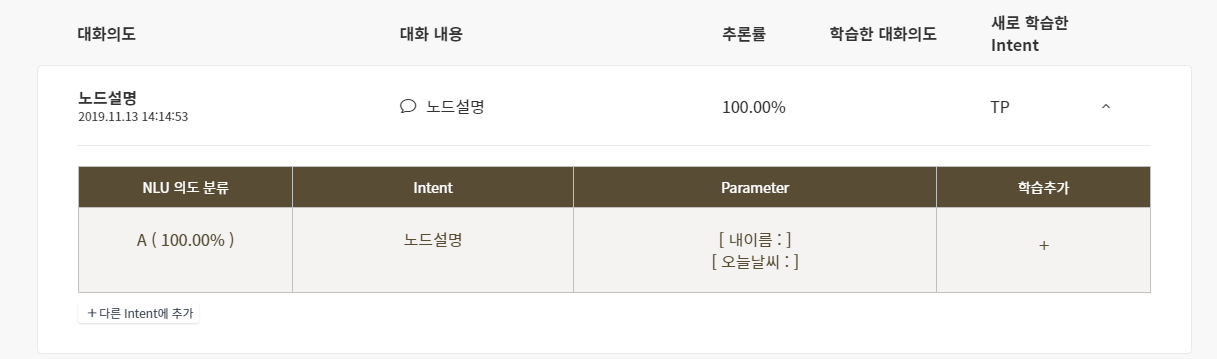 대화의도 대화 내용 추론률 학습한 대화의도 새로 학습한
Intent
노드설명
2019.11.13 14:14:53
노드설명 100.00% TP
NLU 의도 분류 Intent Parameter 학습추가
A ( 100.00% ) 노드설명 [ 내이름 : ] +
[ 오늘날씨 : ]
+ 다른 Intent에 추가